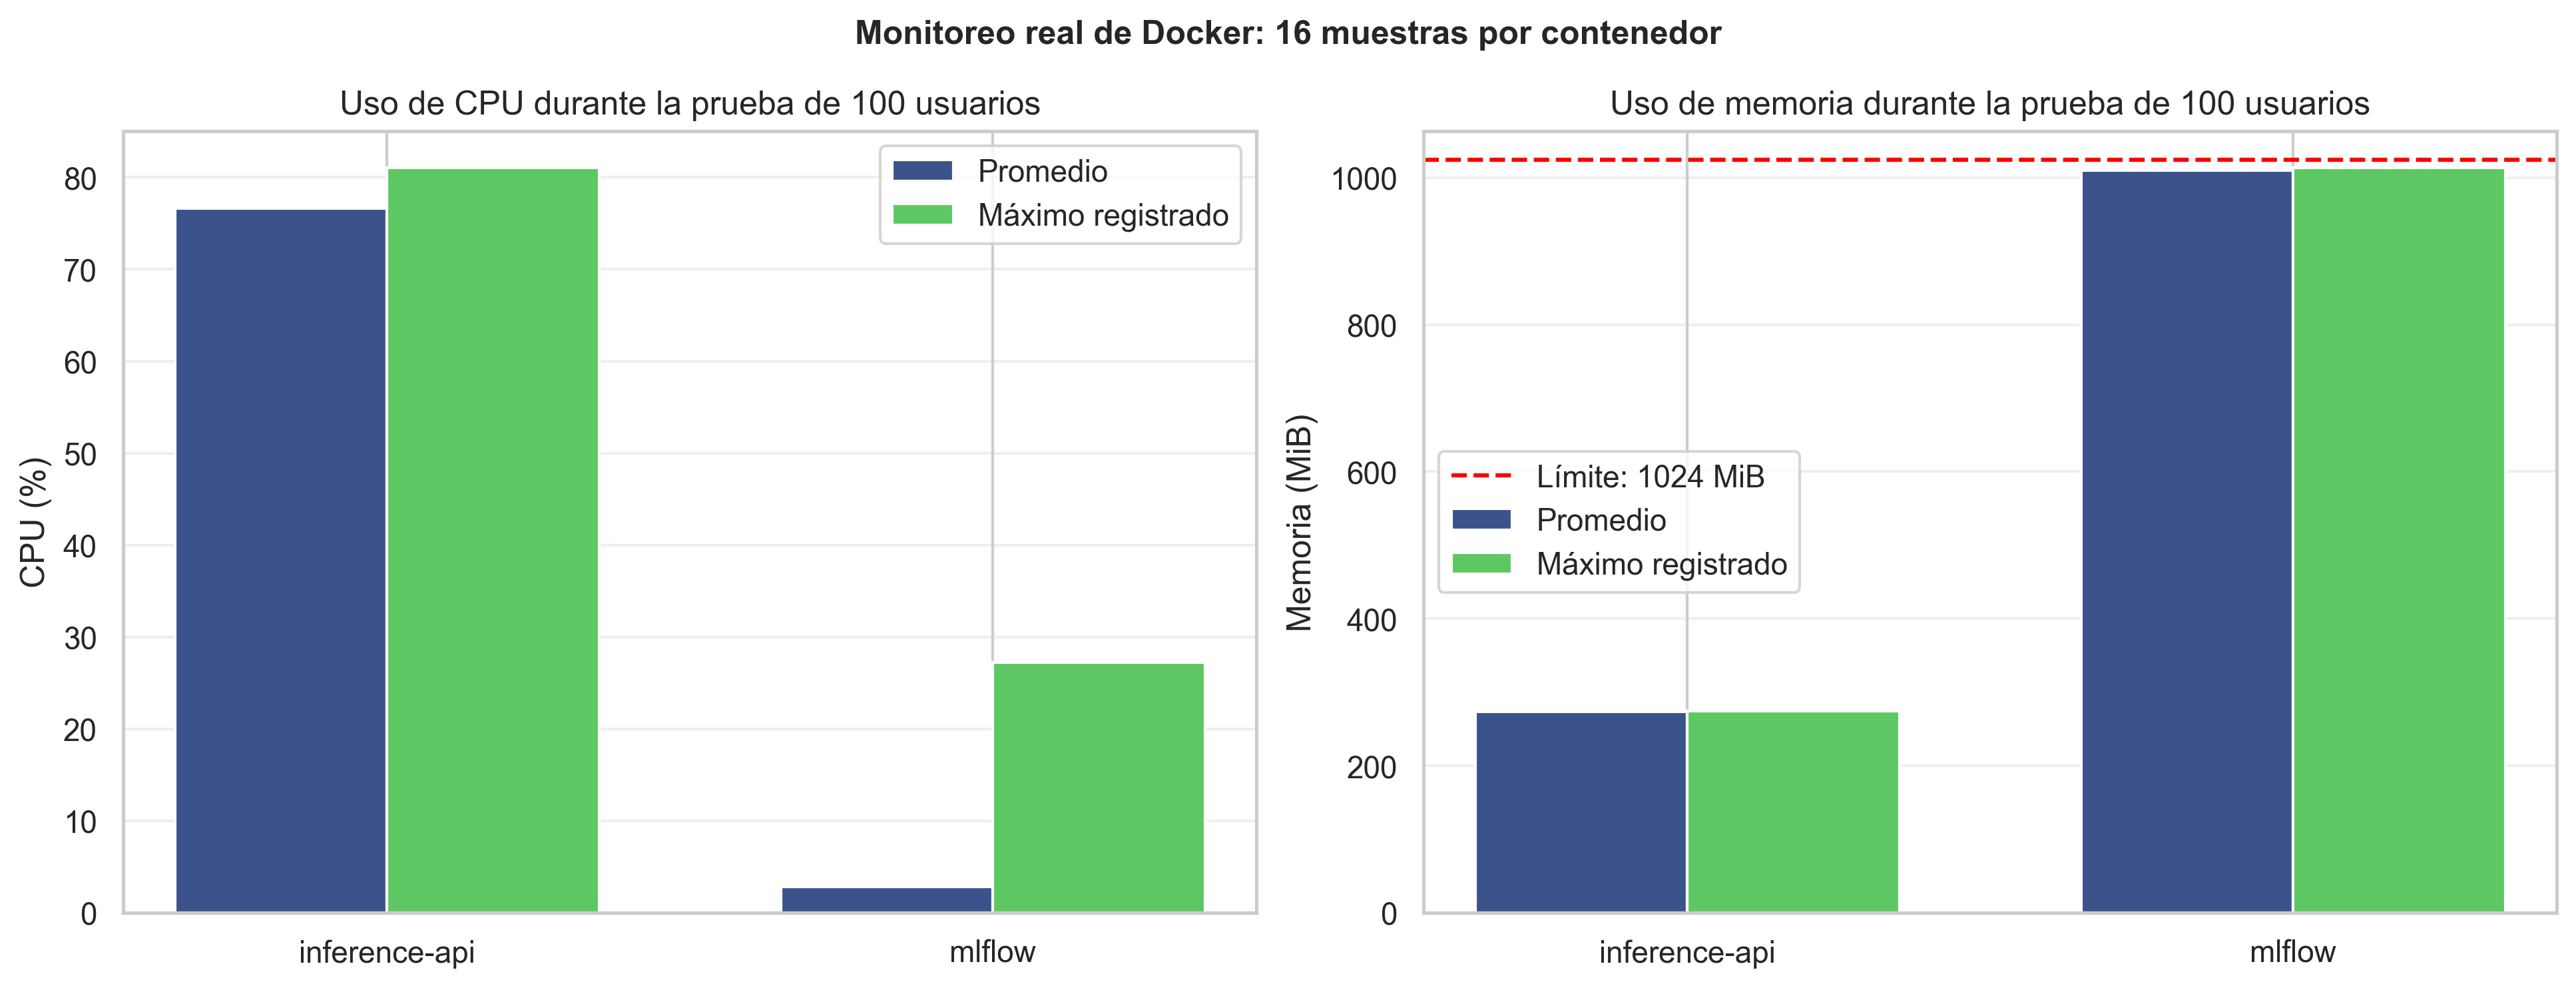 Monitoreo real de Docker: 16 muestras por contenedor
Uso de CPU durante la prueba de 100 usuarios
CPU (%)
80
70
60
50
40
30
20
10
0
Promedio
Máximo registrado
inference-api
mlflow
Uso de memoria durante la prueba de 100 usuarios
Memoria (MiB)
1000
800
600
400
200
0
Límite: 1024 MiB
Promedio
Máximo registrado
inference-api
mlflow